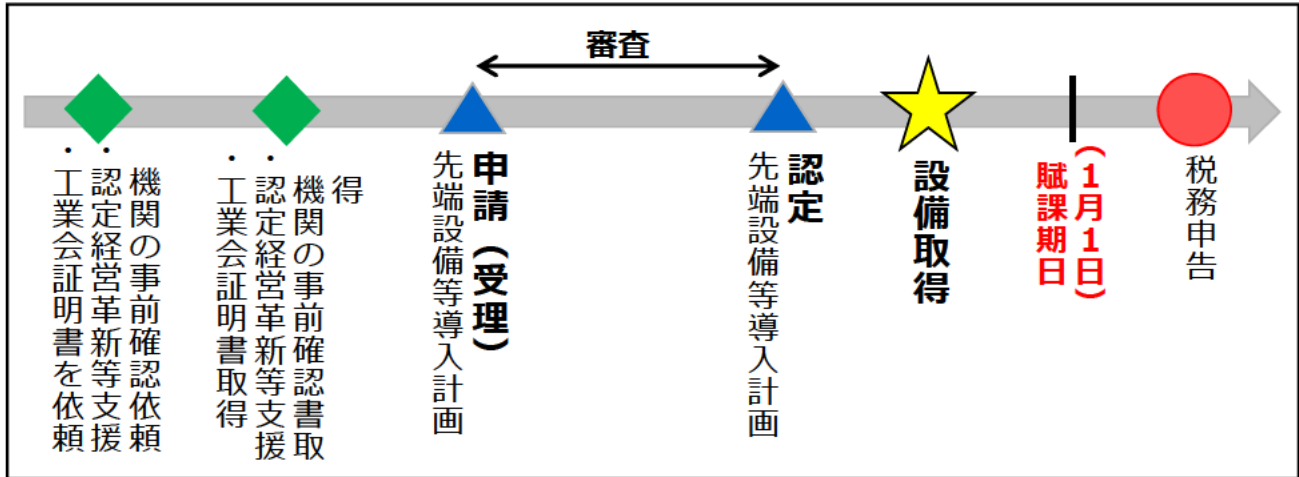 審査
・認定経営革新等支援
機関の事前確認依頼
・工業会証明書を依頼
・認定経営革新等支援
機関の事前確認書取
得
・工業会証明書取得
先端設備等導入計画
申請（受理）
先端設備等導入計画
認定
設備取得
賦課期日
（１月１日）
税務申告